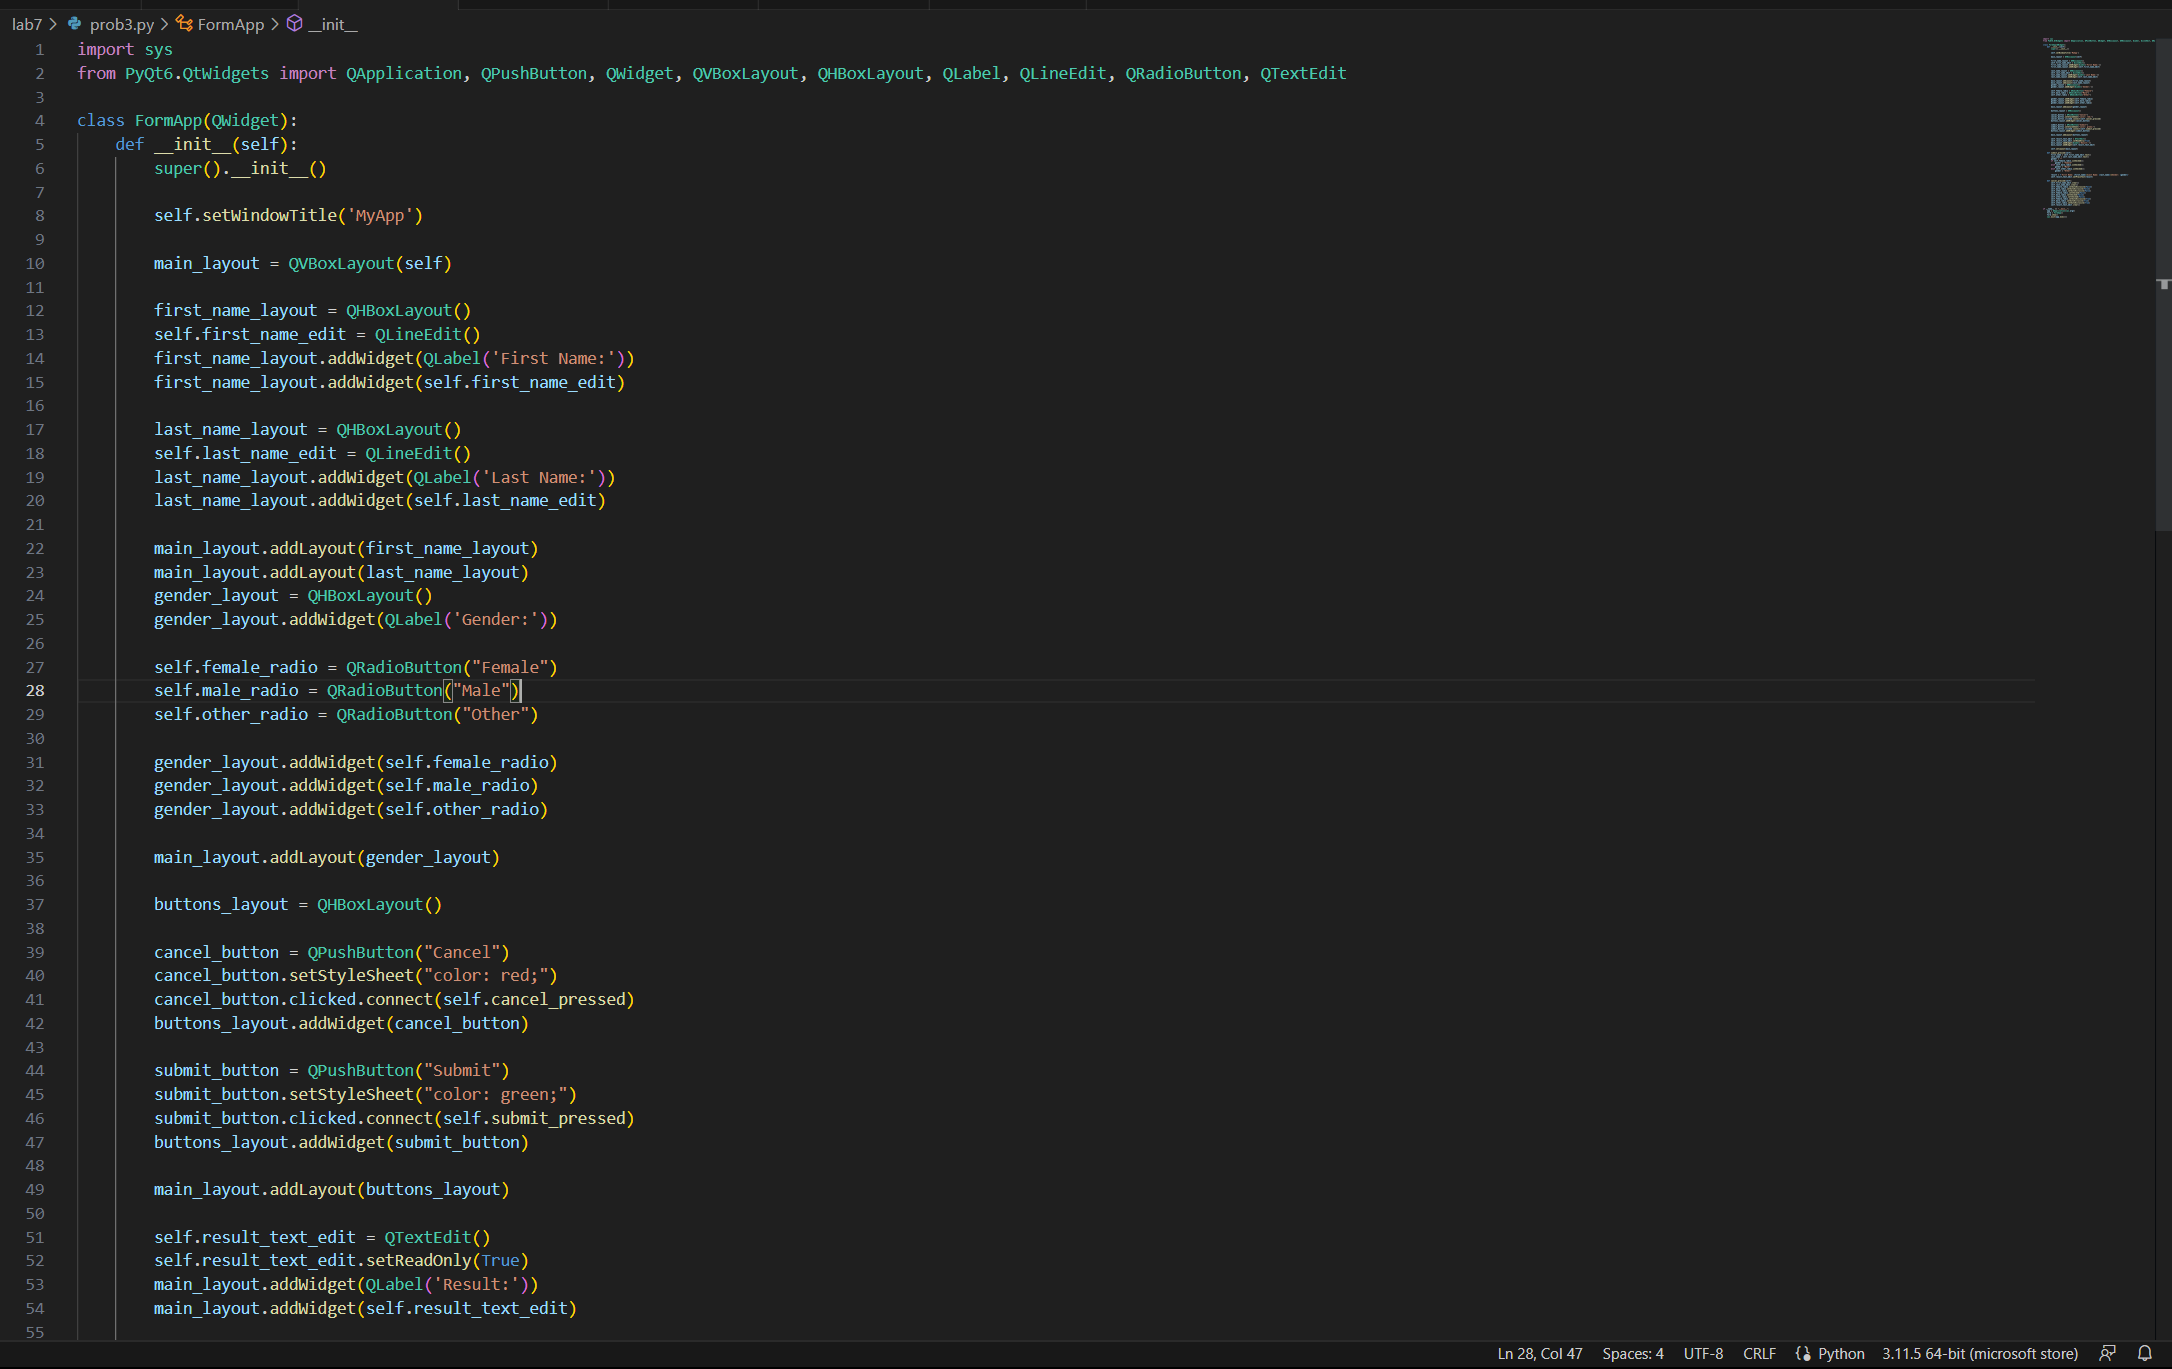 lab7 > prob3.py > FormApp > __init__
1 import sys
2 from PyQt6.QtWidgets import QApplication, QPushButton, QWidget, QVBoxLayout, QHBoxLayout, QLabel, QLineEdit, QRadioButton, QTextEdit
3
4 class FormApp(QWidget):
5     def __init__(self):
6         super().__init__()
7
8         self.setWindowTitle('MyApp')
9
10         main_layout = QVBoxLayout(self)
11
12         first_name_layout = QHBoxLayout()
13         self.first_name_edit = QLineEdit()
14         first_name_layout.addWidget(QLabel('First Name:'))
15         first_name_layout.addWidget(self.first_name_edit)
16
17         last_name_layout = QHBoxLayout()
18         self.last_name_edit = QLineEdit()
19         last_name_layout.addWidget(QLabel('Last Name:'))
20         last_name_layout.addWidget(self.last_name_edit)
21
22         main_layout.addLayout(first_name_layout)
23         main_layout.addLayout(last_name_layout)
24         gender_layout = QHBoxLayout()
25         gender_layout.addWidget(QLabel('Gender:'))
26
27         self.female_radio = QRadioButton("Female")
28         self.male_radio = QRadioButton("Male")
29         self.other_radio = QRadioButton("Other")
30
31         gender_layout.addWidget(self.female_radio)
32         gender_layout.addWidget(self.male_radio)
33         gender_layout.addWidget(self.other_radio)
34
35         main_layout.addLayout(gender_layout)
36
37         buttons_layout = QHBoxLayout()
38
39         cancel_button = QPushButton("Cancel")
40         cancel_button.setStyleSheet("color: red;")
41         cancel_button.clicked.connect(self.cancel_pressed)
42         buttons_layout.addWidget(cancel_button)
43
44         submit_button = QPushButton("Submit")
45         submit_button.setStyleSheet("color: green;")
46         submit_button.clicked.connect(self.submit_pressed)
47         buttons_layout.addWidget(submit_button)
48
49         main_layout.addLayout(buttons_layout)
50
51         self.result_text_edit = QTextEdit()
52         self.result_text_edit.setReadOnly(True)
53         main_layout.addWidget(QLabel('Result:'))
54         main_layout.addWidget(self.result_text_edit)
55
Ln 28, Col 47 Spaces: 4 UTF-8 CRLF Python 3.11.5 64-bit (microsoft store)